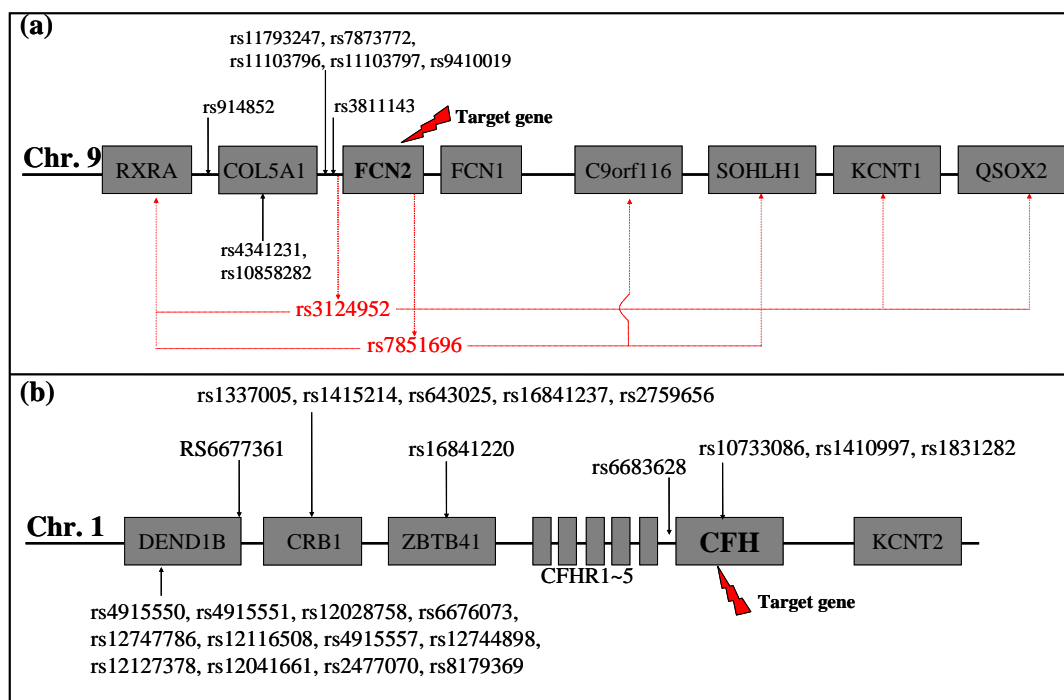 (a)
rs11793247, rs7873772,
rs11103796, rs11103797, rs9410019
rs914852
rs3811143
Target gene
Chr. 9
RXRA
COL5A1
FCN2
FCN1
C9orf116
SOHLH1
KCNT1
QSOX2
rs4341231,
rs10858282
rs3124952
rs7851696
(b)
rs1337005, rs1415214, rs643025, rs16841237, rs2759656
RS6677361
rs16841220
rs6683628
rs10733086, rs1410997, rs1831282
Chr. 1
DEND1B
CRB1
ZBTB41
CFHR1~5
CFH
KCNT2
Target gene
rs4915550, rs4915551, rs12028758, rs6676073,
rs12747786, rs12116508, rs4915557, rs12744898,
rs12127378, rs12041661, rs2477070, rs8179369